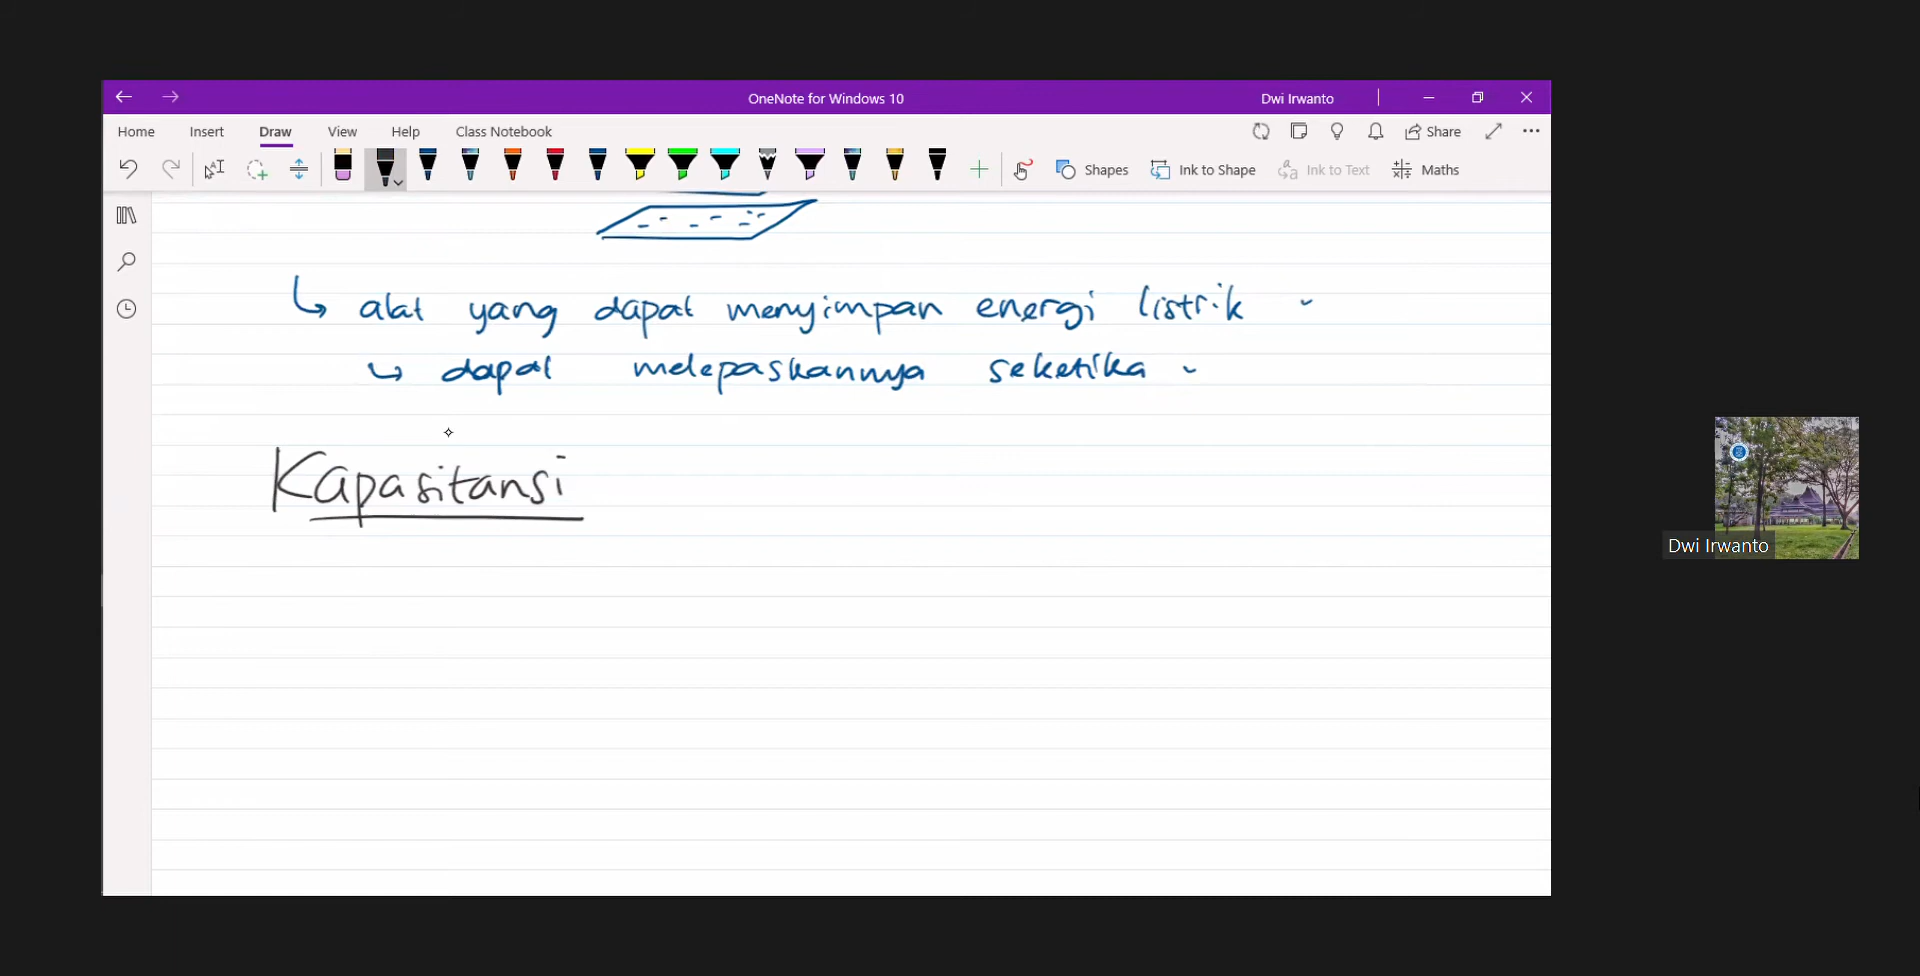 OneNote for Windows 10
Dwi Irwanto
Home Insert Draw View Help Class Notebook
Share
Shapes Ink to Shape Ink to Text Maths
↳ alat yang dapat menyimpan energi listrik -
↳ dapat melepaskannya seketika -
Kapasitansi
Dwi Irwanto